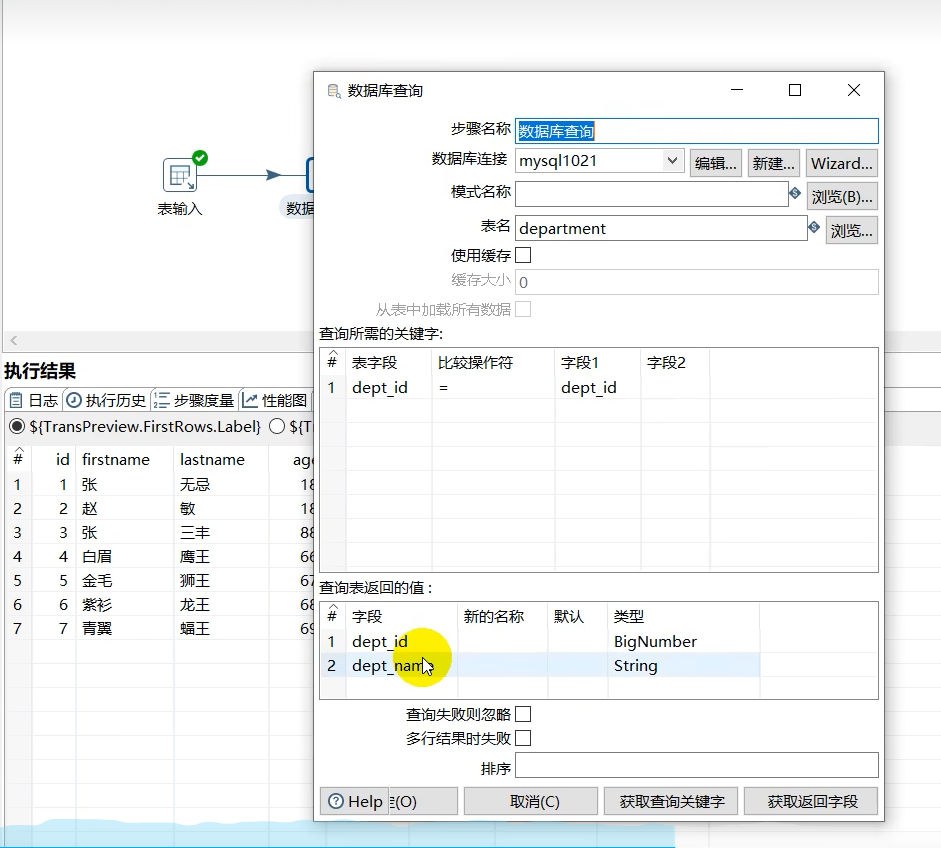 数据库查询
步骤名称 数据库查询
数据库连接 mysql1021 编辑... 新建... Wizard...
模式名称 浏览(B)...
表名 department 浏览...
使用缓存
缓存大小 0
从表中加载所有数据
查询所需的关键字:
# 表字段 比较操作符 字段1 字段2
1 dept_id = dept_id
查询表返回的值：
# 字段 新的名称 默认 类型
1 dept_id BigNumber
2 dept_name String
查询失败则忽略
多行结果时失败
排序
Help (O) 取消(C) 获取查询关键字 获取返回字段
表输入
数据
执行结果
日志 执行历史 步骤度量 性能图
${TransPreview.FirstRows.Label} ${T
# id firstname lastname ag
1 1 张 无忌 18
2 2 赵 敏 18
3 3 张 三丰 88
4 4 白眉 鹰王 66
5 5 金毛 狮王 67
6 6 紫衫 龙王 68
7 7 青翼 蝠王 69